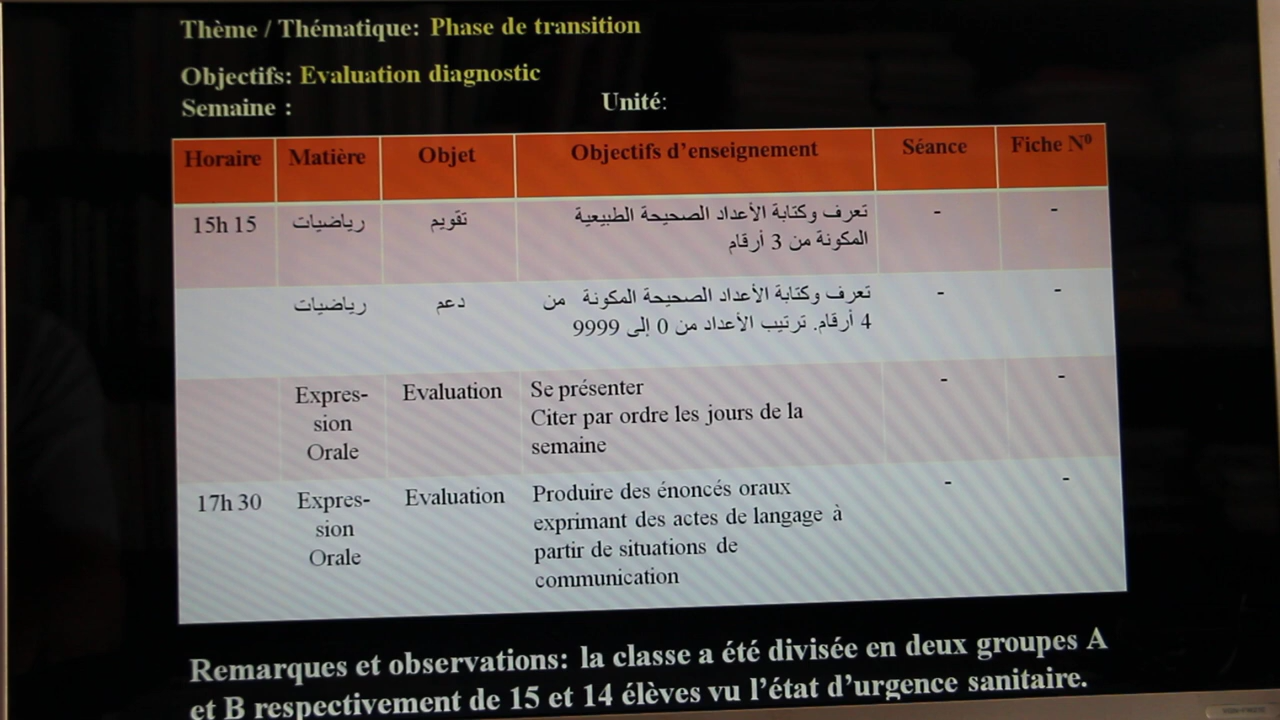 Thème / Thématique: Phase de transition
Objectifs: Evaluation diagnostic
Semaine : Unité:
Horaire Matière Objet Objectifs d'enseignement Séance Fiche N⁰
15h 15 رياضيات تقويم تعرف وكتابة الأعداد الصحيحة الطبيعية - -
المكونة من 3 أرقام
رياضيات دعم تعرف وكتابة الأعداد الصحيحة المكونة من - -
4 أرقام. ترتيب الأعداد من 0 إلى 9999
Expres- Evaluation Se présenter - -
sion Citer par ordre les jours de la
Orale semaine
17h 30 Expres- Evaluation Produire des énoncés oraux - -
sion exprimant des actes de langage à
Orale partir de situations de
communication
Remarques et observations: la classe a été divisée en deux groupes A
et B respectivement de 15 et 14 élèves vu l'état d'urgence sanitaire.